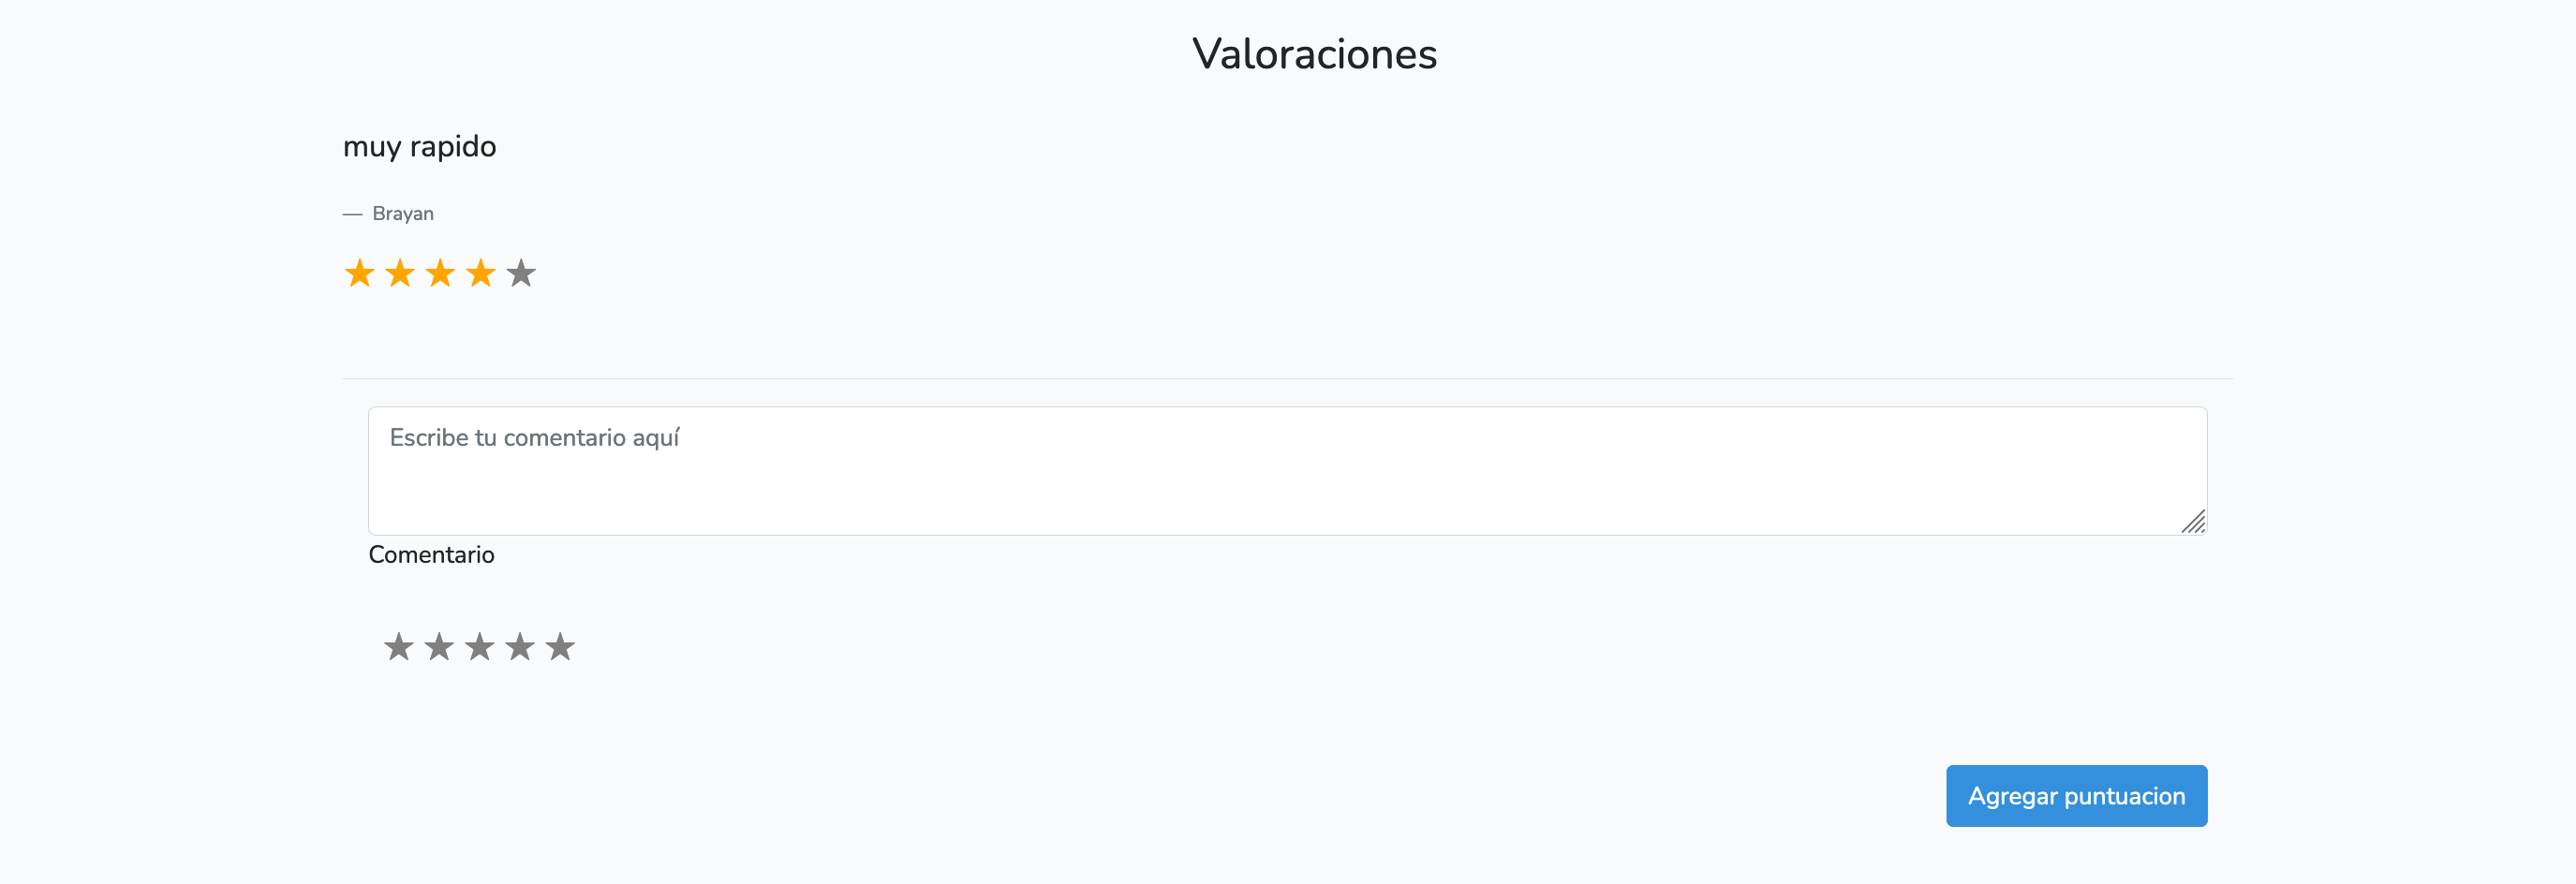 Valoraciones
muy rapido
— Brayan
Escribe tu comentario aquí
Comentario
Agregar puntuacion